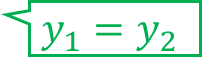 y₁ = y₂